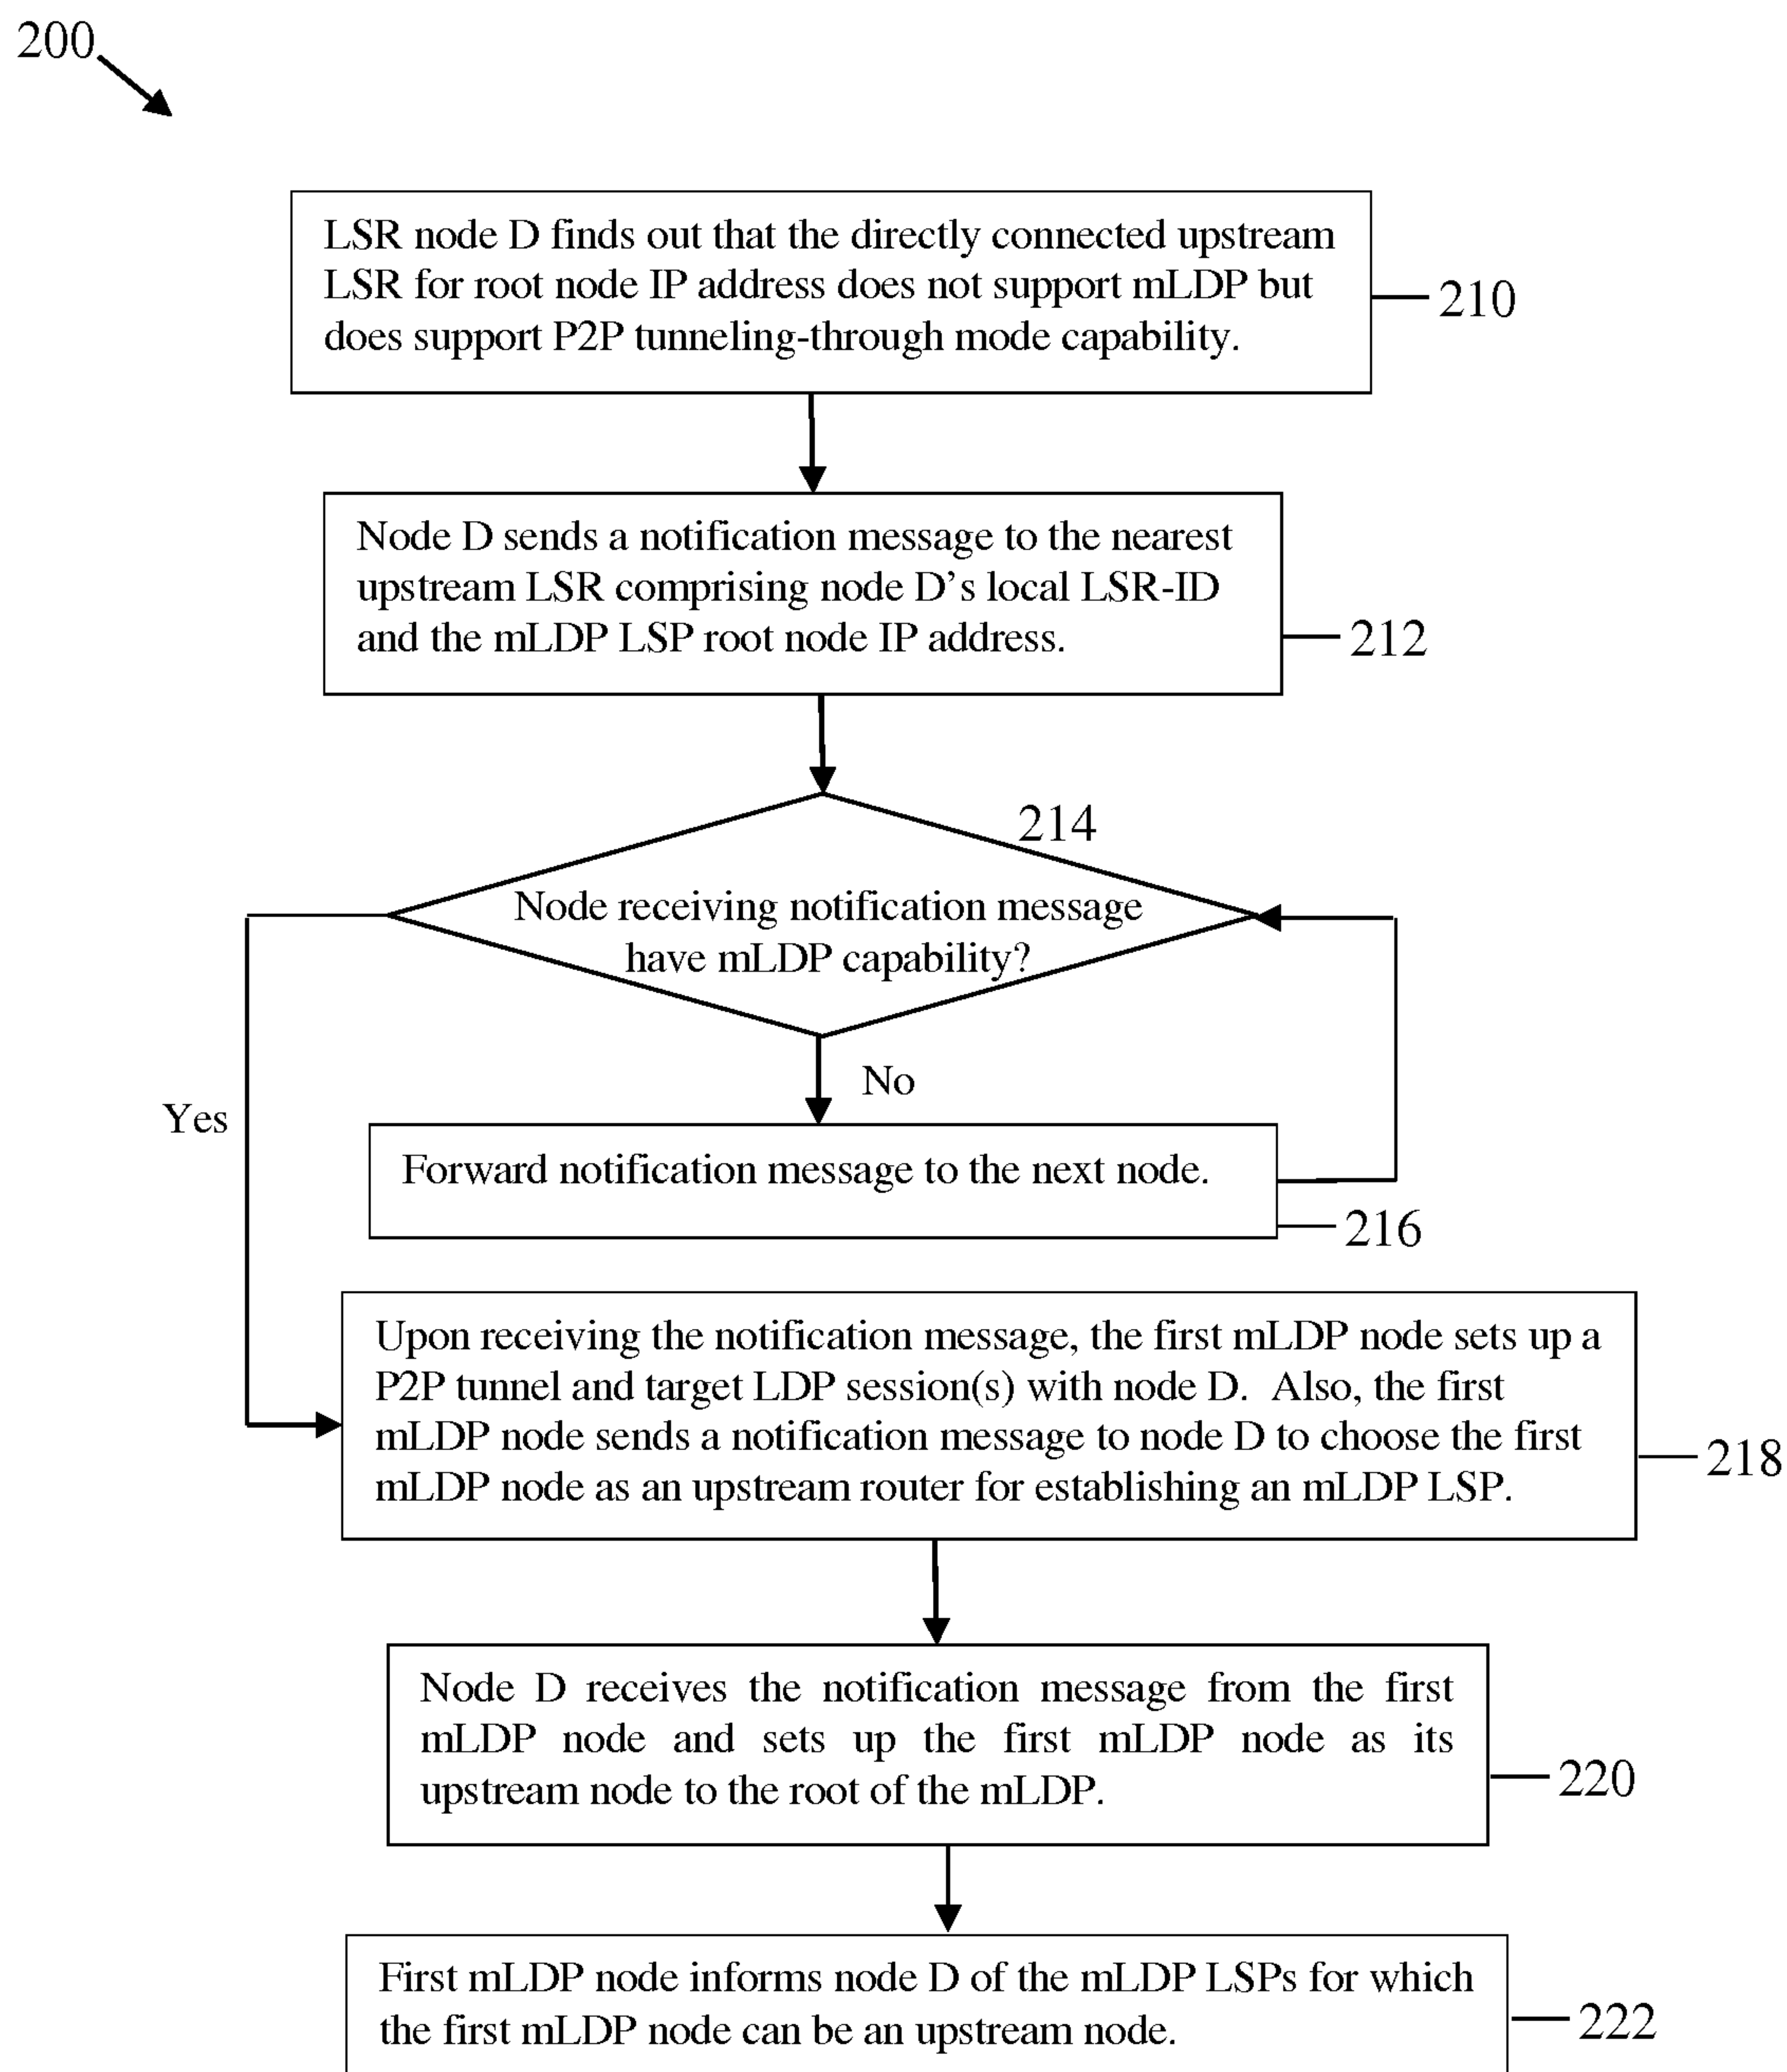 200
LSR node D finds out that the directly connected upstream
LSR for root node IP address does not support mLDP but
does support P2P tunneling-through mode capability.
210
Node D sends a notification message to the nearest
upstream LSR comprising node D’s local LSR-ID
and the mLDP LSP root node IP address.
212
214
Node receiving notification message
have mLDP capability?
No
Yes
Forward notification message to the next node.
216
Upon receiving the notification message, the first mLDP node sets up a
P2P tunnel and target LDP session(s) with node D.  Also, the first
mLDP node sends a notification message to node D to choose the first
mLDP node as an upstream router for establishing an mLDP LSP.
218
Node D receives the notification message from the first
mLDP node and sets up the first mLDP node as its
upstream node to the root of the mLDP.
220
First mLDP node informs node D of the mLDP LSPs for which
the first mLDP node can be an upstream node.
222